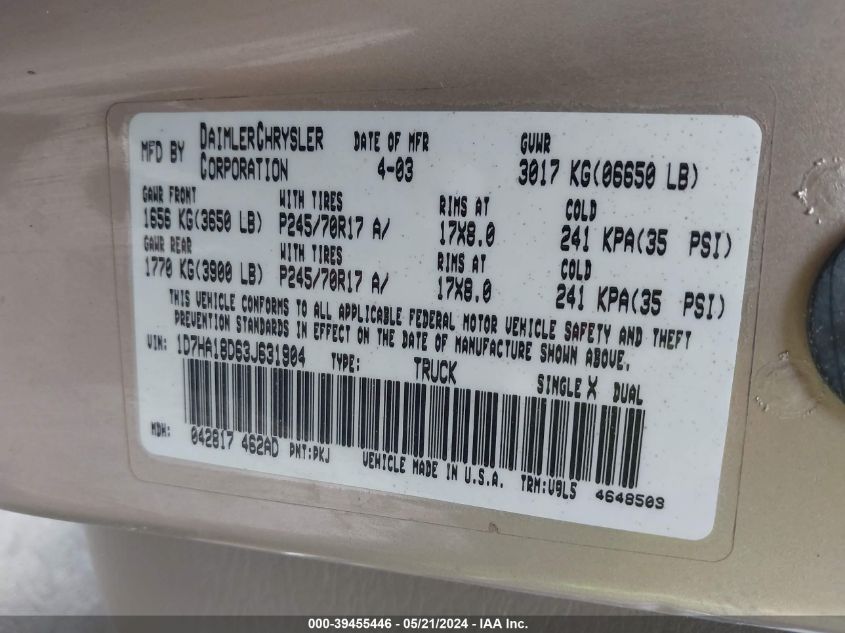 MFD BY DAIMLERCHRYSLER CORPORATION DATE OF MFR 4-03 GVWR 3017 KG(06650 LB)
GAWR FRONT WITH TIRES RIMS AT COLD
1656 KG(3650 LB) P245/70R17 A/ 17X8.0 241 KPA(35 PSI)
GAWR REAR WITH TIRES RIMS AT COLD
1770 KG(3900 LB) P245/70R17 A/ 17X8.0 241 KPA(35 PSI)
THIS VEHICLE CONFORMS TO ALL APPLICABLE FEDERAL MOTOR VEHICLE SAFETY AND THEFT
PREVENTION STANDARDS IN EFFECT ON THE DATE OF MANUFACTURE SHOWN ABOVE.
VIN: 1D7HA18D63J631904 TYPE: TRUCK SINGLE X DUAL
MDH: 042817 462AD PNT:PKJ VEHICLE MADE IN U.S.A. TRM:V9L5 4648503
000-39455446 - 05/21/2024 - IAA Inc.